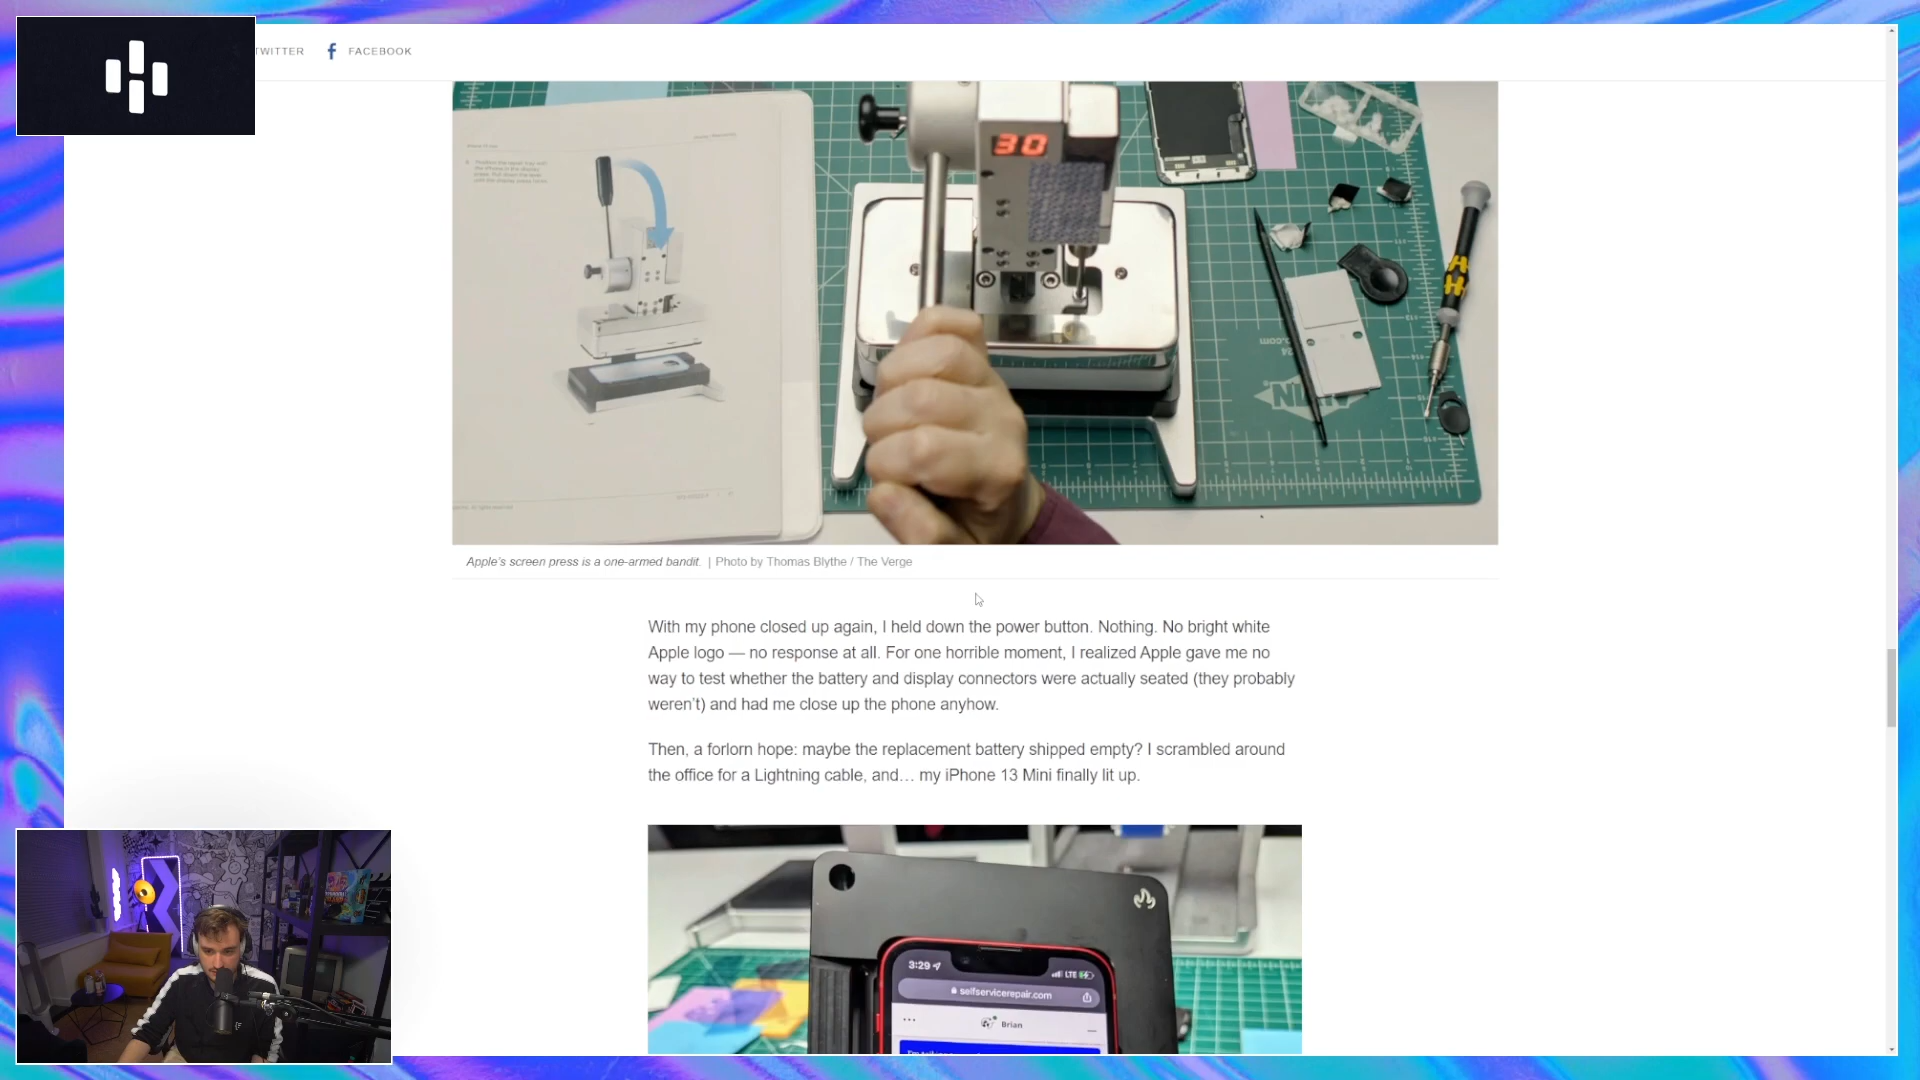 TWITTER
FACEBOOK
30
Apple's screen press is a one-armed bandit. | Photo by Thomas Blythe / The Verge
With my phone closed up again, I held down the power button. Nothing. No bright white
Apple logo — no response at all. For one horrible moment, I realized Apple gave me no
way to test whether the battery and display connectors were actually seated (they probably
weren't) and had me close up the phone anyhow.
Then, a forlorn hope: maybe the replacement battery shipped empty? I scrambled around
the office for a Lightning cable, and… my iPhone 13 Mini finally lit up.
3:29
LTE
selfservicerepair.com
Brian